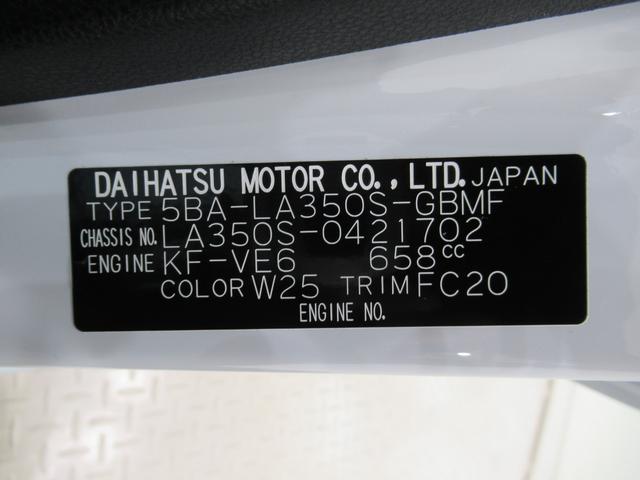 DAIHATSU MOTOR CO., LTD. JAPAN
TYPE 5BA-LA350S-GBMF
CHASSIS NO. LA350S-0421702
ENGINE KF-VE6 658cc
COLOR W25 TRIM FC20
ENGINE NO.